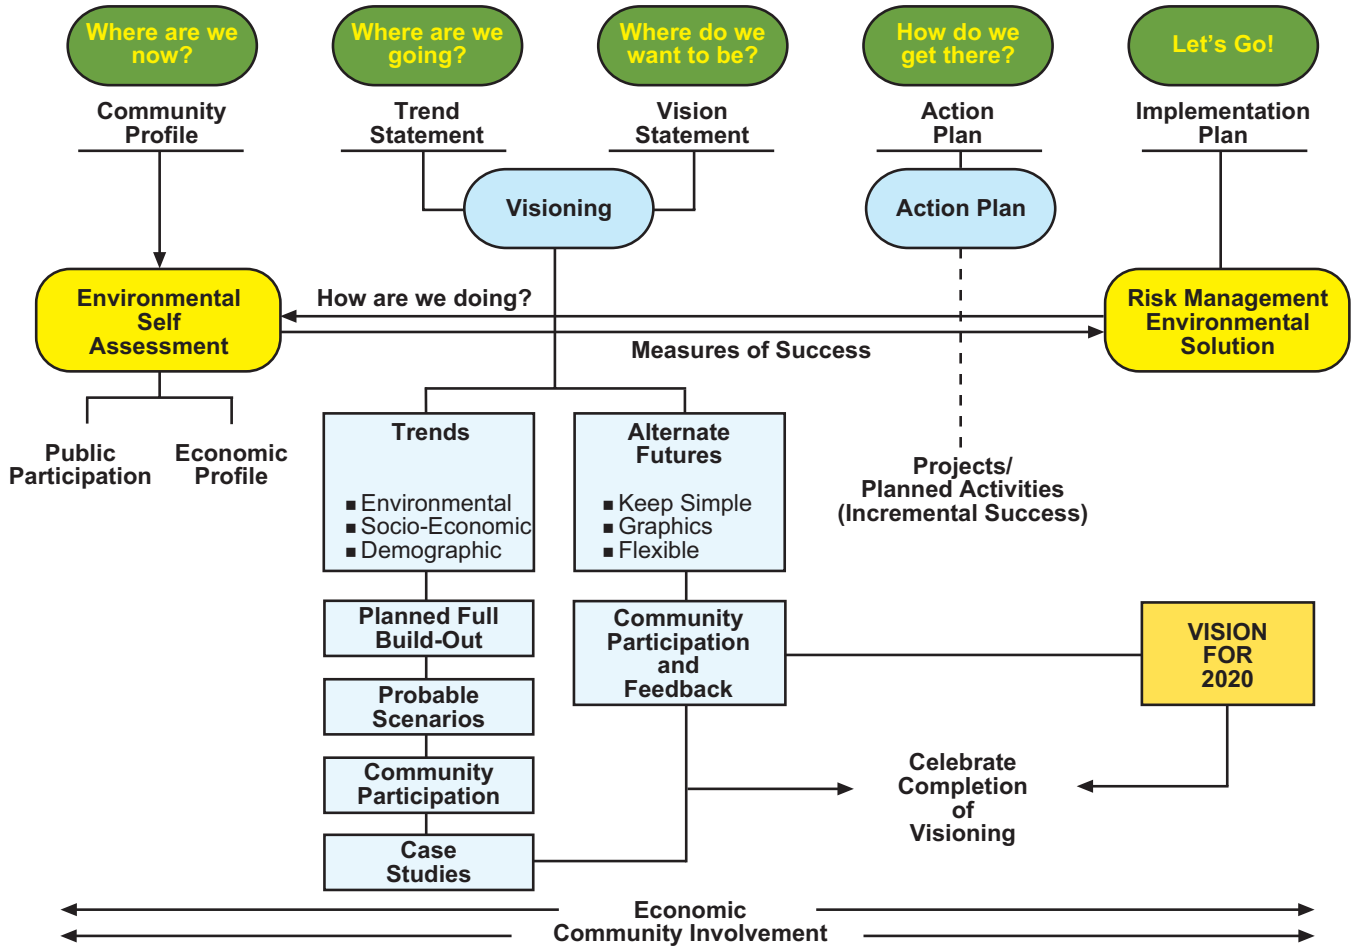 Where are we
now?
Where are we
going?
Where do we
want to be?
How do we
get there?
Let's Go!
Community
Profile
Trend
Statement
Vision
Statement
Action
Plan
Implementation
Plan
Visioning
Action Plan
Environmental
Self
Assessment
How are we doing?
Measures of Success
Risk Management
Environmental
Solution
Public
Participation
Economic
Profile
Trends
■ Environmental
■ Socio-Economic
■ Demographic
Alternate
Futures
■ Keep Simple
■ Graphics
■ Flexible
Projects/
Planned Activities
(Incremental Success)
Planned Full
Build-Out
Probable
Scenarios
Community
Participation
Case
Studies
Community
Participation
and
Feedback
VISION
FOR
2020
Celebrate
Completion
of
Visioning
Economic
Community Involvement